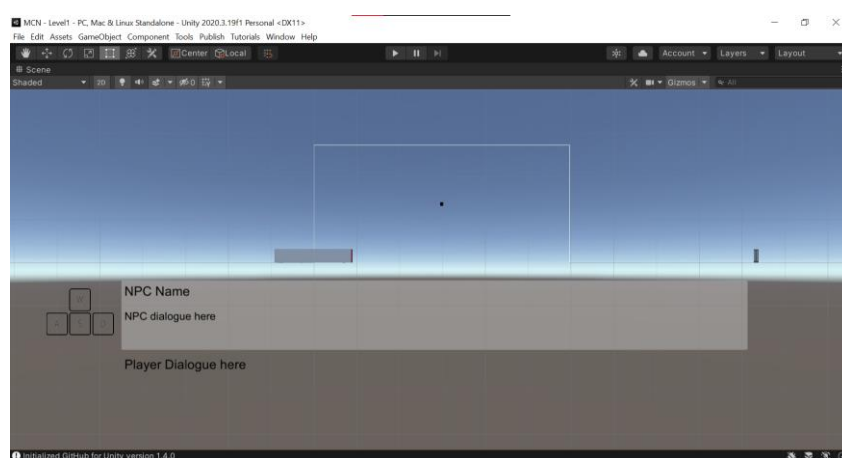 MCN - Level1 - PC, Mac & Linux Standalone - Unity 2020.3.19f1 Personal <DX11>
File Edit Assets GameObject Component Tools Publish Tutorials Window Help
Center Local Account Layers Layout
Scene
Shaded 2D 0 Gizmos All
W
A S D
NPC Name
NPC dialogue here
Player Dialogue here
Initialized GitHub for Unity version 1.4.0